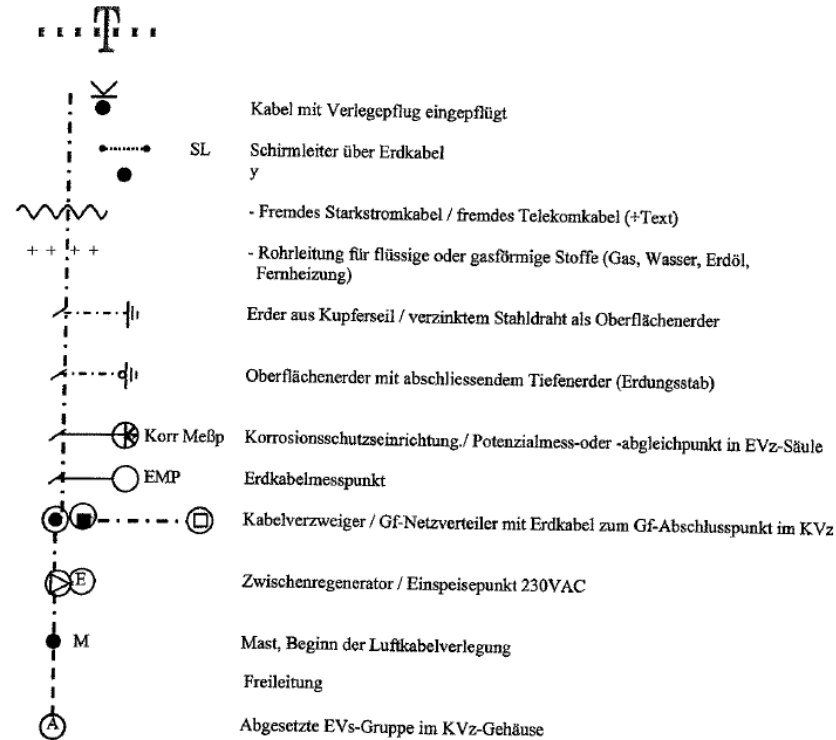 T
Kabel mit Verlegepflug eingepflügt
SL Schirmleiter über Erdkabel
y
- Fremdes Starkstromkabel / fremdes Telekomkabel (+Text)
+ + + + - Rohrleitung für flüssige oder gasförmige Stoffe (Gas, Wasser, Erdöl,
Fernheizung)
Erder aus Kupferseil / verzinktem Stahldraht als Oberflächenerder
Oberflächenerder mit abschliessendem Tiefenerder (Erdungsstab)
Korr Meßp Korrosionsschutzseinrichtung./ Potenzialmess-oder -abgleichpunkt in EVz-Säule
EMP Erdkabelmesspunkt
Kabelverzweiger / Gf-Netzverteiler mit Erdkabel zum Gf-Abschlusspunkt im KVz
E Zwischenregenerator / Einspeisepunkt 230VAC
M Mast, Beginn der Luftkabelverlegung
Freileitung
A Abgesetzte EVs-Gruppe im KVz-Gehäuse